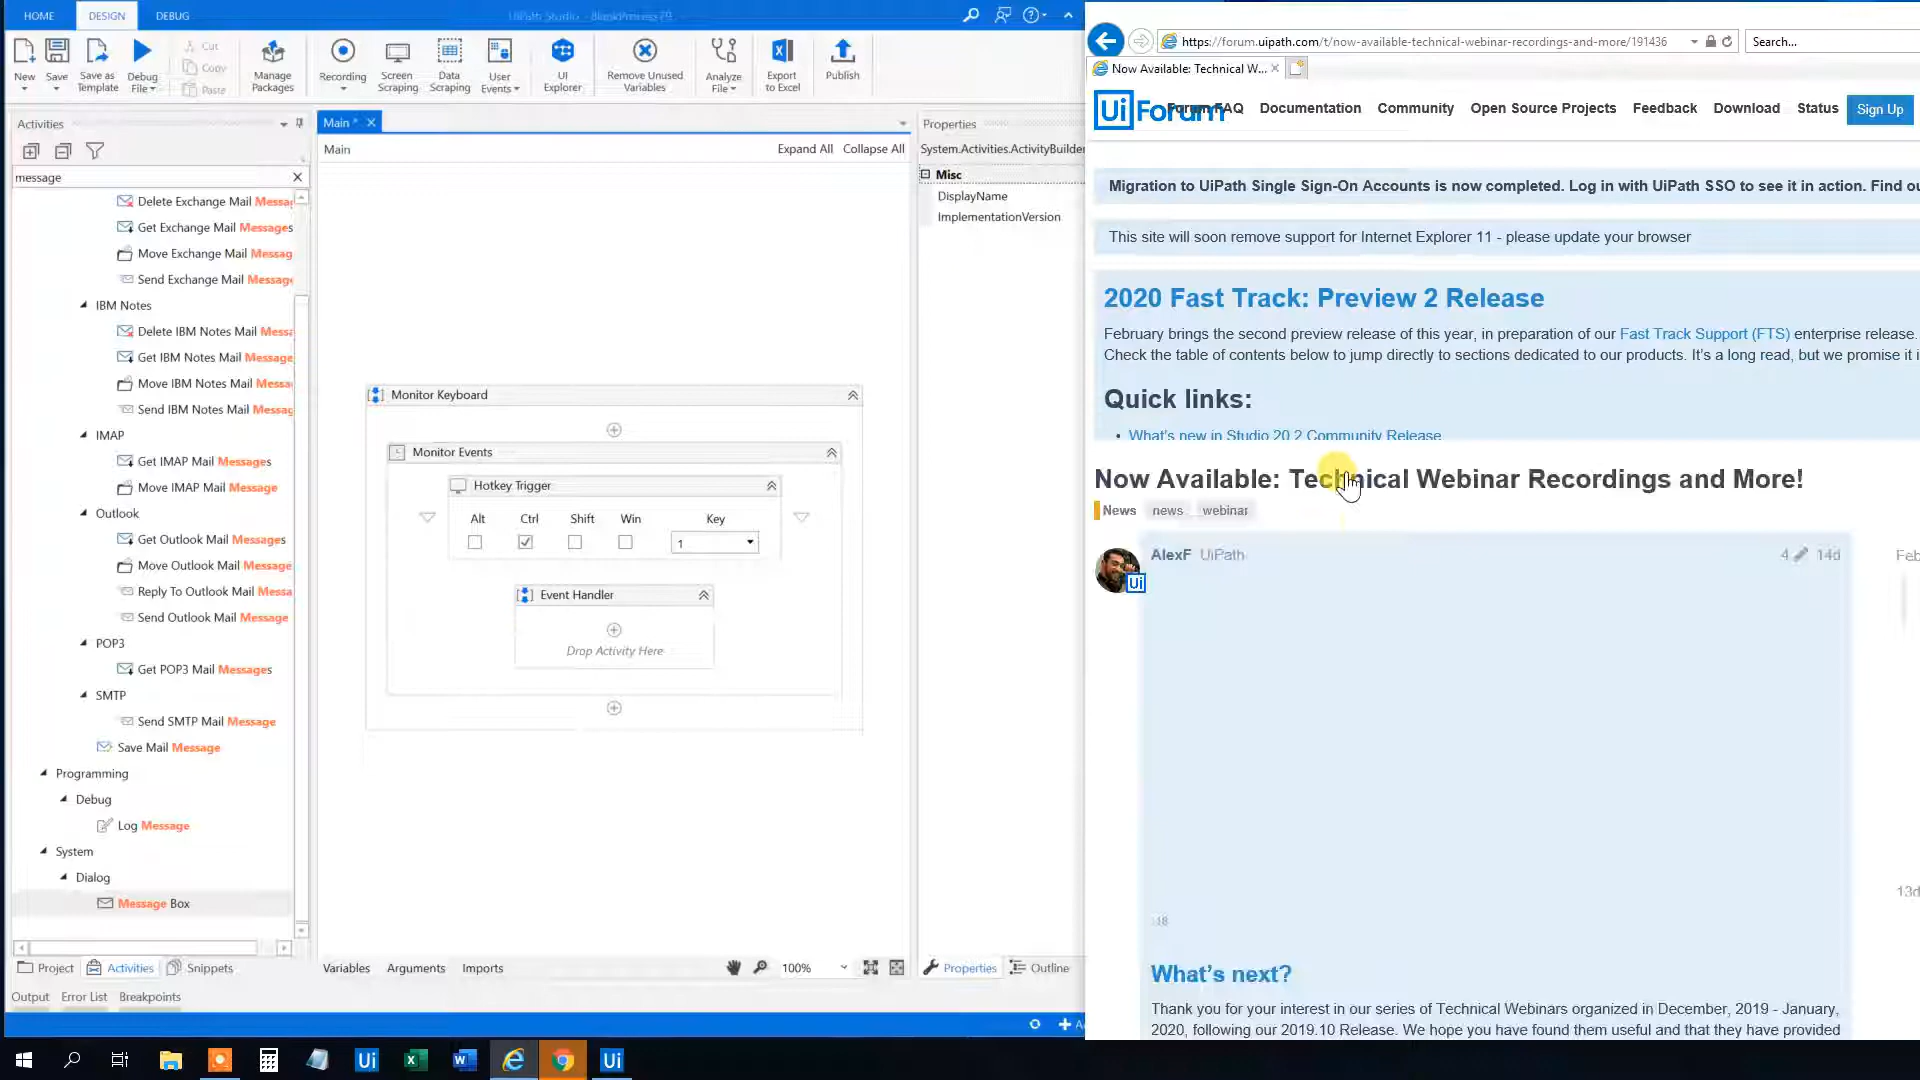 HOME
DESIGN
DEBUG
UiPath Studio - BlankProcess79
New
Save
Save as
Template
Debug
File
Cut
Copy
Paste
Manage
Packages
Recording
Screen
Scraping
Data
Scraping
User
Events
UI
Explorer
Remove Unused
Variables
Analyze
File
Export
to Excel
Publish
Activities
message
Delete Exchange Mail Messag
Get Exchange Mail Messages
Move Exchange Mail Messag
Send Exchange Mail Message
IBM Notes
Delete IBM Notes Mail Messa
Get IBM Notes Mail Message
Move IBM Notes Mail Messa
Send IBM Notes Mail Messag
IMAP
Get IMAP Mail Messages
Move IMAP Mail Message
Outlook
Get Outlook Mail Messages
Move Outlook Mail Message
Reply To Outlook Mail Messa
Send Outlook Mail Message
POP3
Get POP3 Mail Messages
SMTP
Send SMTP Mail Message
Save Mail Message
Programming
Debug
Log Message
System
Dialog
Message Box
Project
Activities
Snippets
Output
Error List
Breakpoints
Main *
Main
Expand All
Collapse All
Monitor Keyboard
Monitor Events
Hotkey Trigger
Alt
Ctrl
Shift
Win
Key
1
Event Handler
Drop Activity Here
Variables
Arguments
Imports
100%
Properties
System.Activities.ActivityBuilder
Misc
DisplayName
ImplementationVersion
Properties
Outline
https://forum.uipath.com/t/now-available-technical-webinar-recordings-and-more/191436
Search...
Now Available: Technical W...
Ui Forum
Forum FAQ
Documentation
Community
Open Source Projects
Feedback
Download
Status
Sign Up
Migration to UiPath Single Sign-On Accounts is now completed. Log in with UiPath SSO to see it in action. Find ou
This site will soon remove support for Internet Explorer 11 - please update your browser
2020 Fast Track: Preview 2 Release
February brings the second preview release of this year, in preparation of our Fast Track Support (FTS) enterprise release.
Check the table of contents below to jump directly to sections dedicated to our products. It's a long read, but we promise it i
Quick links:
What's new in Studio 20.2 Community Release
Now Available: Technical Webinar Recordings and More!
News
news
webinar
AlexF UiPath
4
14d
Ui
Feb
13d
118
What's next?
Thank you for your interest in our series of Technical Webinars organized in December, 2019 - January,
2020, following our 2019.10 Release. We hope you have found them useful and that they have provided
Ui
Ui